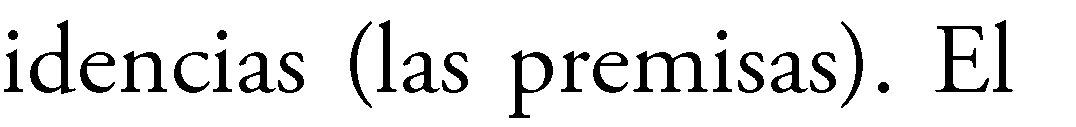 idencias (las premisas). El